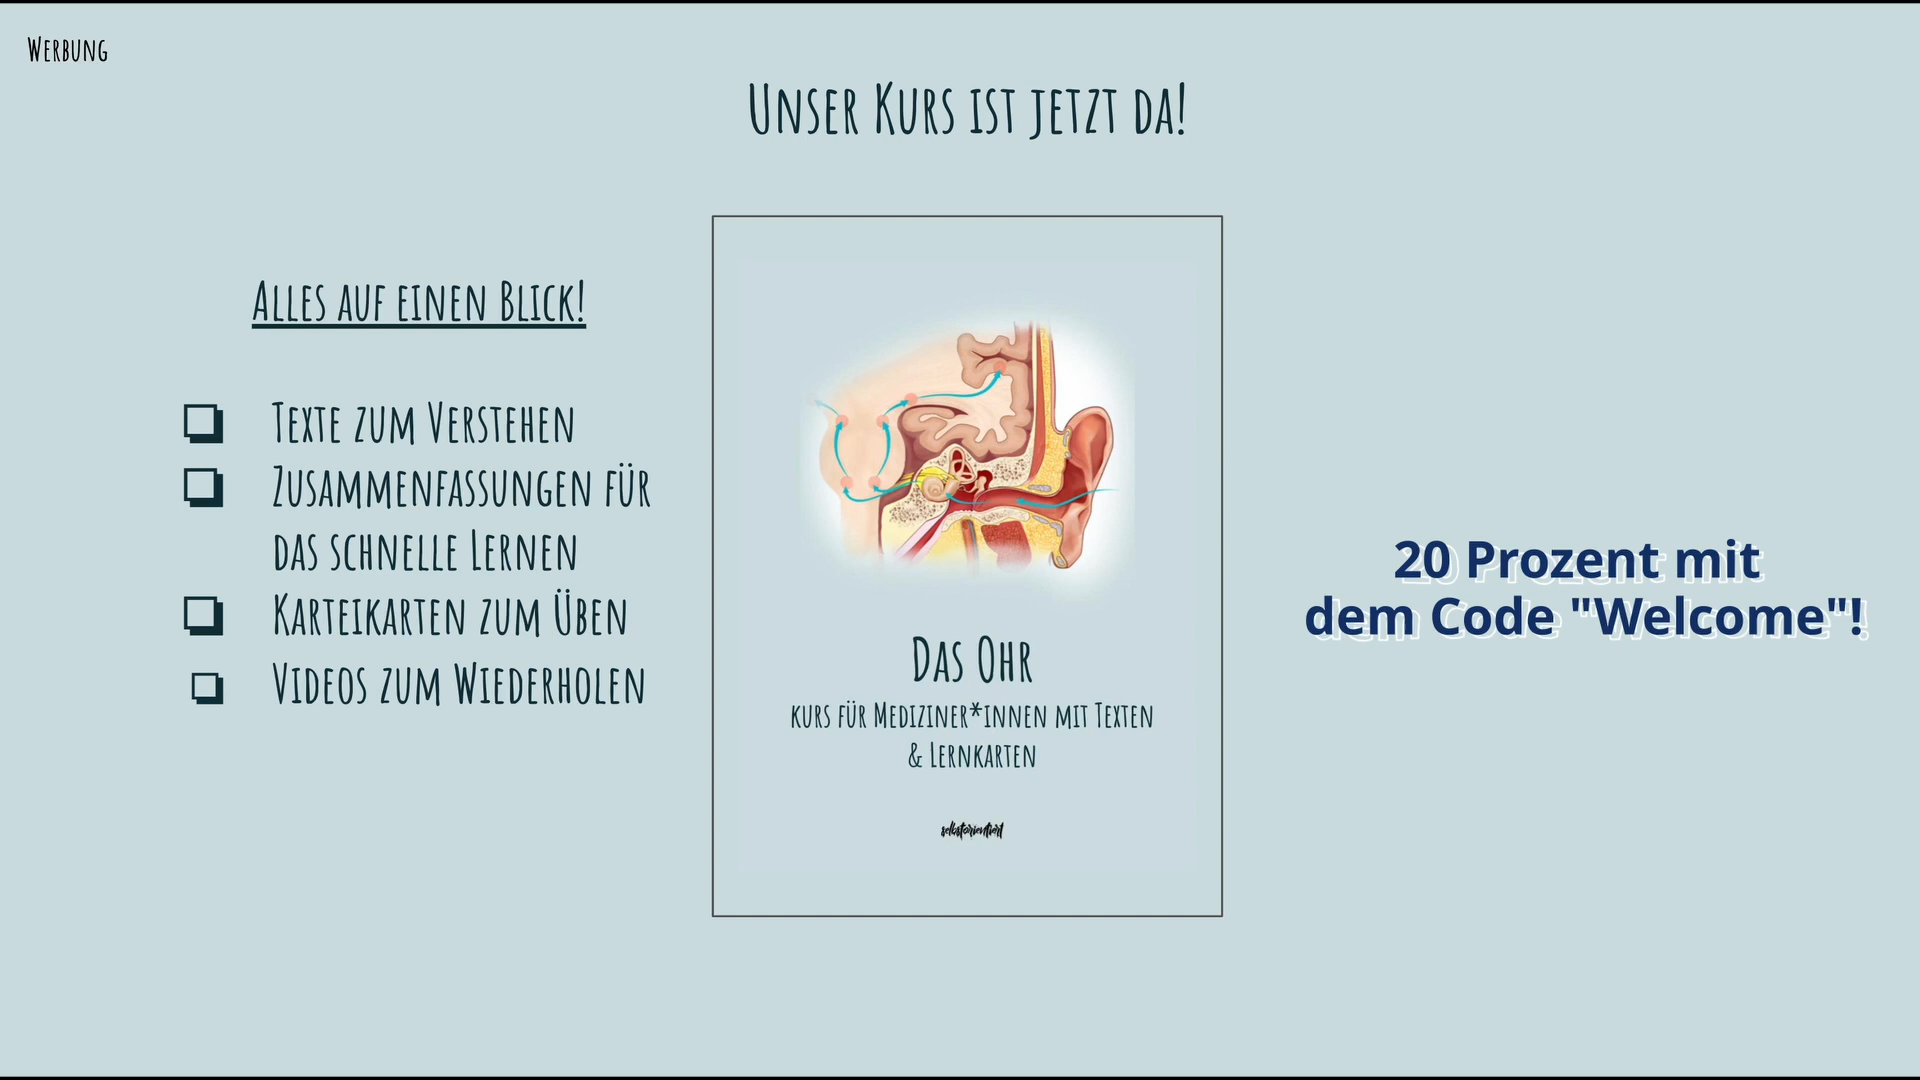 Werbung
Unser Kurs ist jetzt da!
Alles auf einen Blick!
Texte zum Verstehen
Zusammenfassungen für
das schnelle Lernen
Karteikarten zum Üben
Videos zum Wiederholen
Das Ohr
kurs für Mediziner*innen mit Texten
& Lernkarten
selbstorientiert
20 Prozent mit
dem Code "Welcome"!